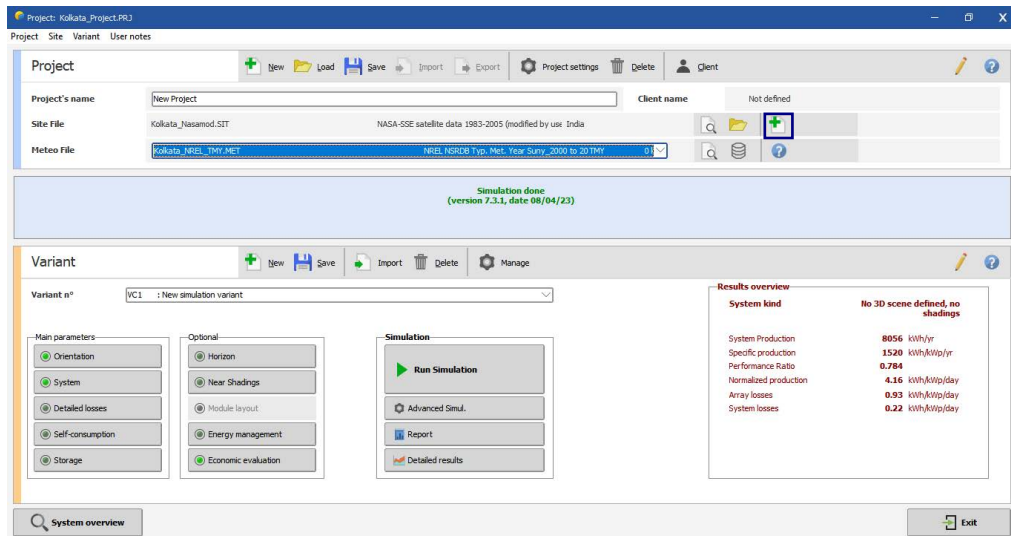 Project: Kolkata_Project.PRJ
Project Site Variant User notes
Project New Load Save Import Export Project settings Delete Client
Project's name New Project Client name Not defined
Site File Kolkata_Nasamod.SIT NASA-SSE satellite data 1983-2005 (modified by use India
Meteo File Kolkata_NREL_TMY.MET NREL NSRDB Typ. Met. Year Suny_2000 to 20 TMY 0
Simulation done
(version 7.3.1, date 08/04/23)
Variant New Save Import Delete Manage
Variant n° VC1 : New simulation variant
Results overview
System kind No 3D scene defined, no
shadings
Main parameters Optional Simulation
System Production 8056 kWh/yr
Specific production 1520 kWh/kWp/yr
Performance Ratio 0.784
Normalized production 4.16 kWh/kWp/day
Array losses 0.93 kWh/kWp/day
System losses 0.22 kWh/kWp/day
Orientation Horizon Run Simulation
System Near Shadings
Detailed losses Module layout Advanced Simul.
Self-consumption Energy management Report
Storage Economic evaluation Detailed results
System overview Exit